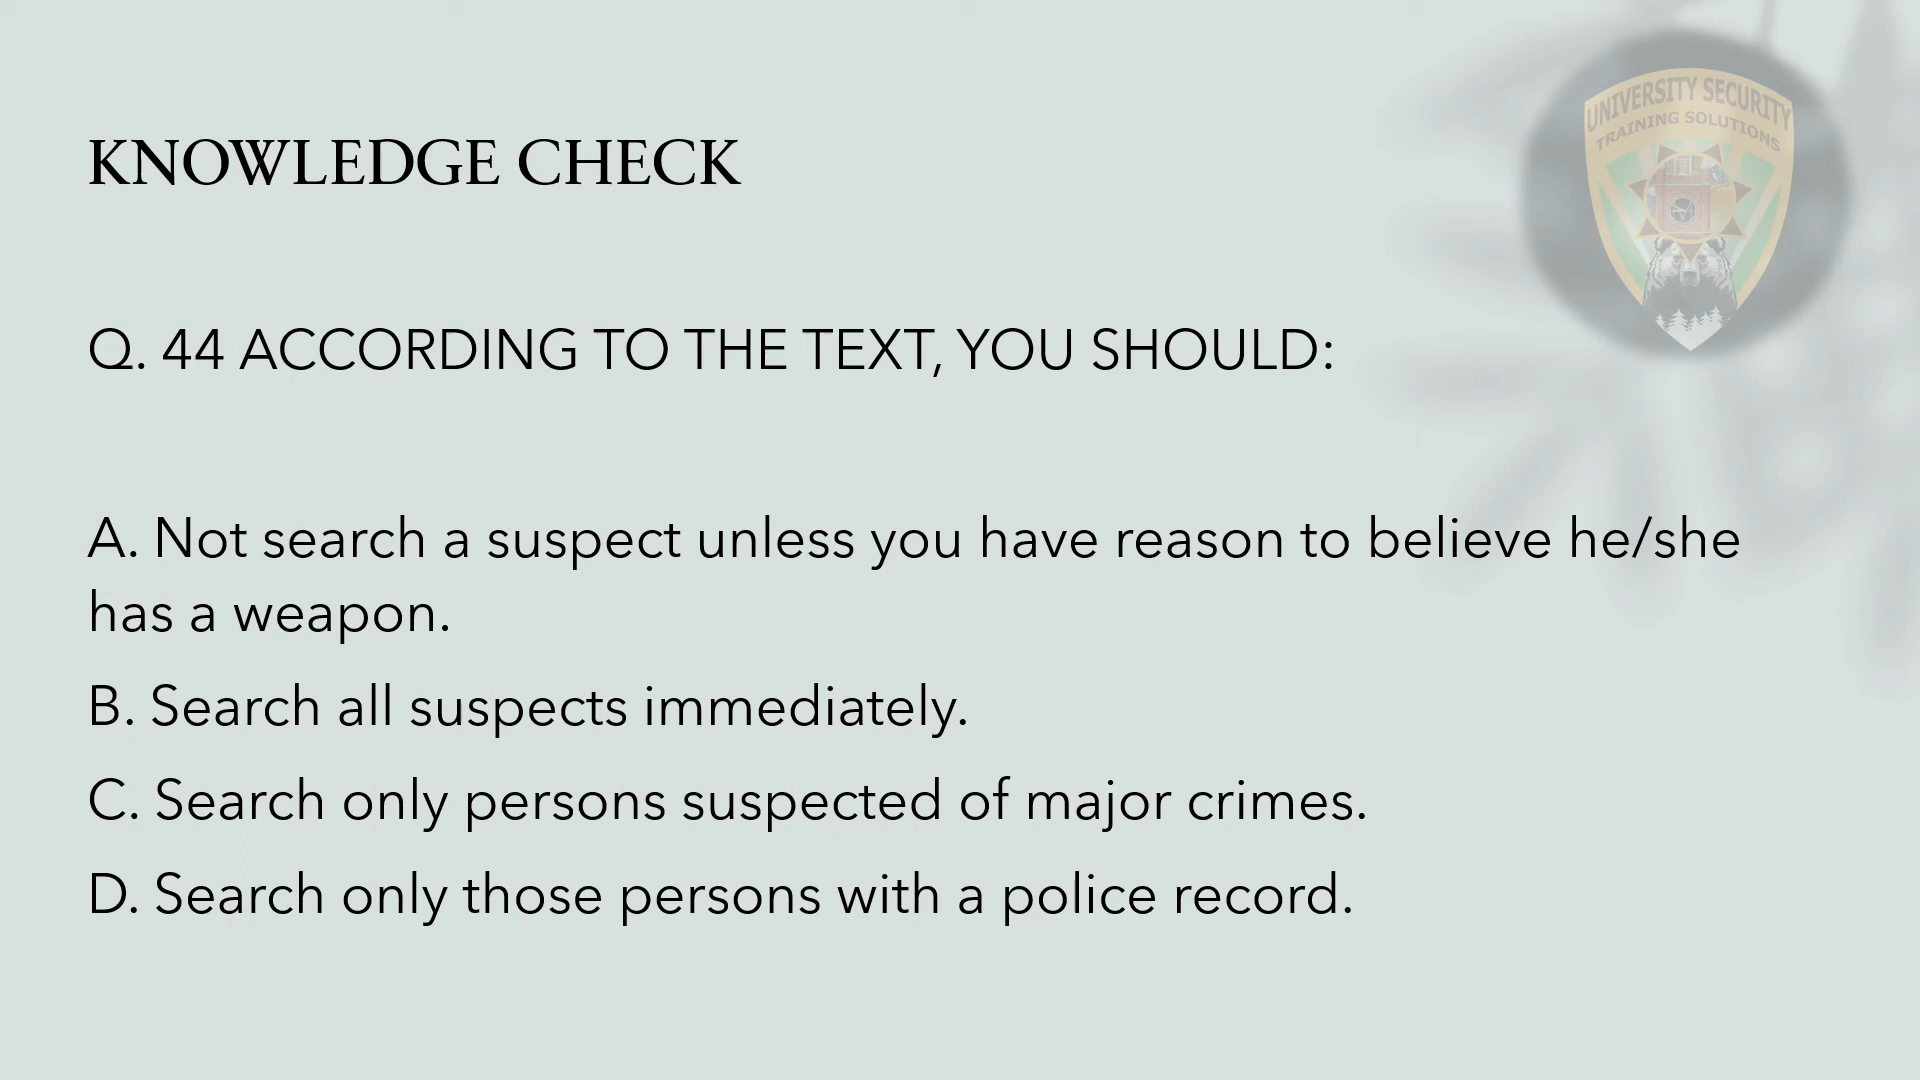 UNIVERSITY SECURITY
TRAINING SOLUTIONS
KNOWLEDGE CHECK
Q. 44 ACCORDING TO THE TEXT, YOU SHOULD:
A. Not search a suspect unless you have reason to believe he/she
has a weapon.
B. Search all suspects immediately.
C. Search only persons suspected of major crimes.
D. Search only those persons with a police record.